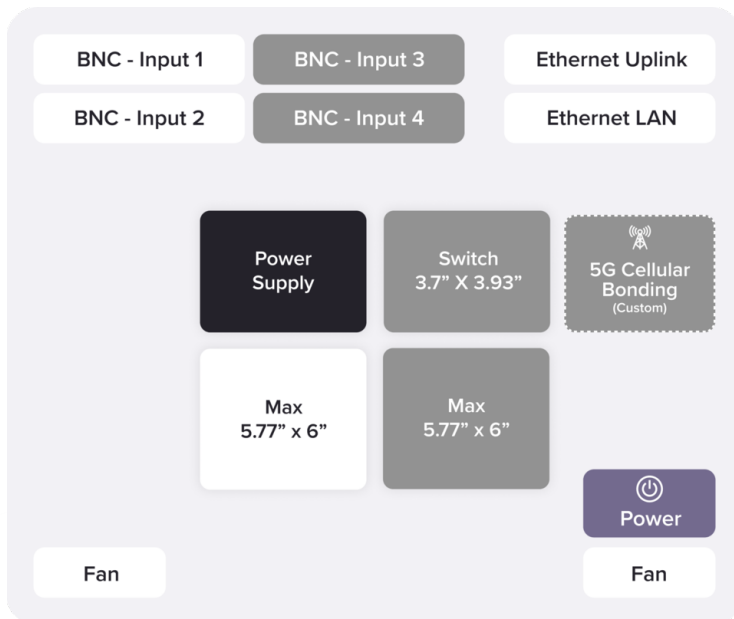 BNC - Input 1
BNC - Input 3
Ethernet Uplink
BNC - Input 2
BNC - Input 4
Ethernet LAN
Power
Supply
Switch
3.7” X 3.93”
5G Cellular
Bonding
(Custom)
Max
5.77” x 6”
Max
5.77” x 6”
Power
Fan
Fan